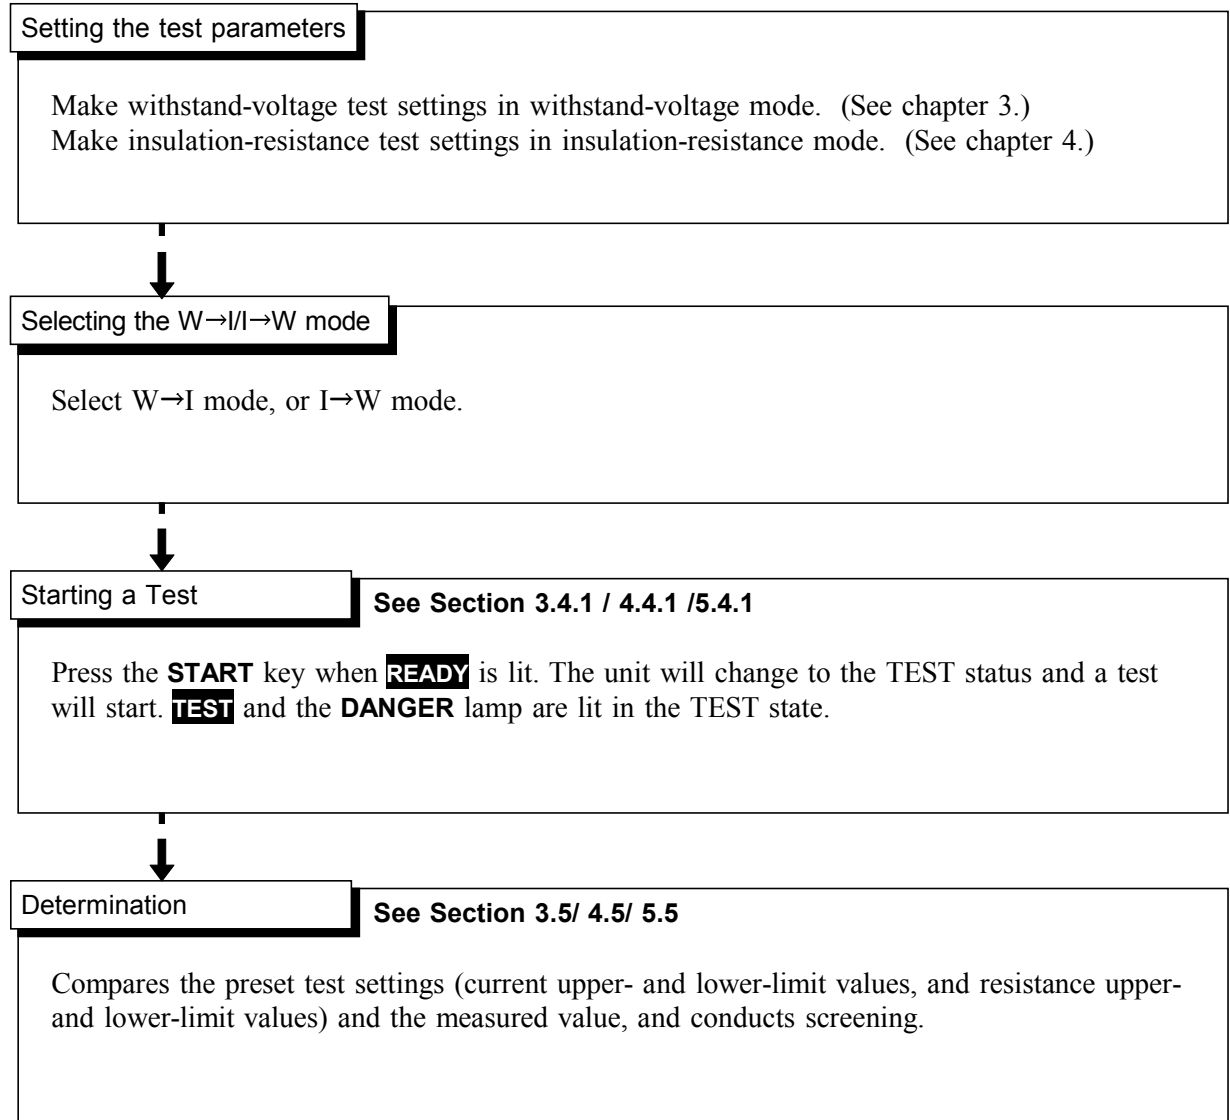 Setting the test parameters
Make withstand-voltage test settings in withstand-voltage mode. (See chapter 3.)
Make insulation-resistance test settings in insulation-resistance mode. (See chapter 4.)
Selecting the W→I/I→W mode
Select W→I mode, or I→W mode.
Starting a Test
See Section 3.4.1 / 4.4.1 /5.4.1
Press the START key when READY is lit. The unit will change to the TEST status and a test
will start. TEST and the DANGER lamp are lit in the TEST state.
Determination
See Section 3.5/ 4.5/ 5.5
Compares the preset test settings (current upper- and lower-limit values, and resistance upper-
and lower-limit values) and the measured value, and conducts screening.